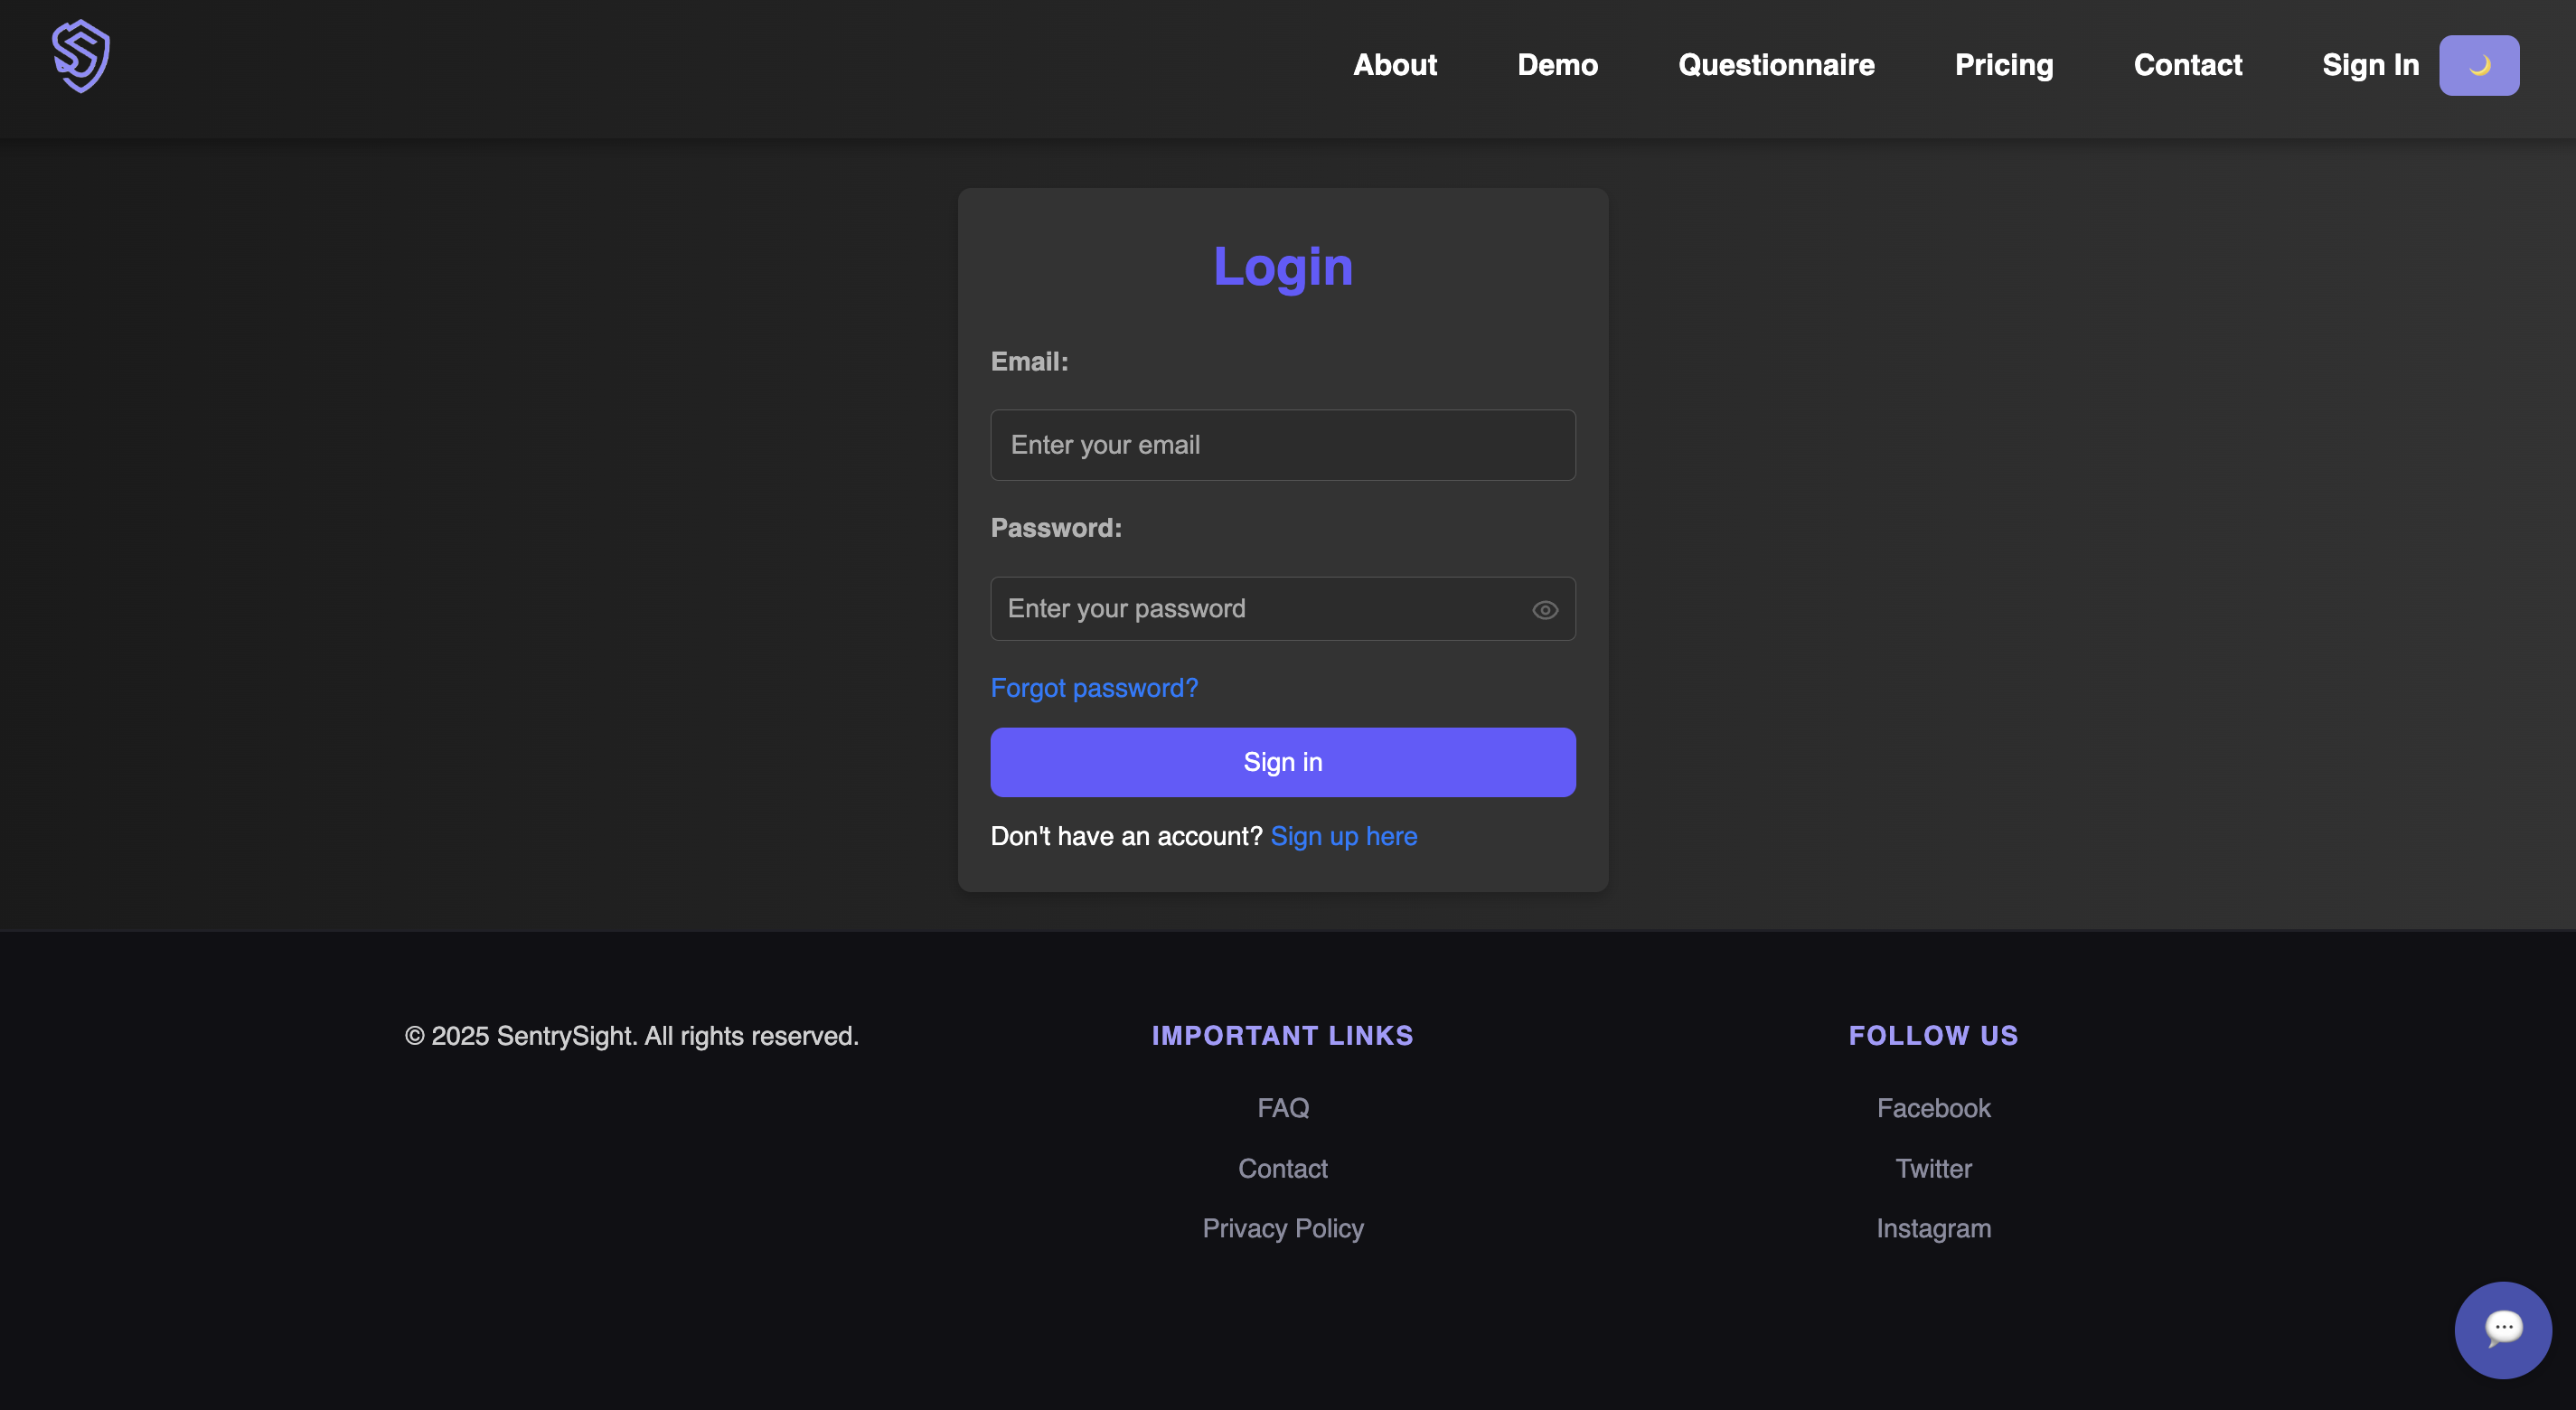 About
Demo
Questionnaire
Pricing
Contact
Sign In
Login
Email:
Enter your email
Password:
Enter your password
Forgot password?
Sign in
Don't have an account? Sign up here
© 2025 SentrySight. All rights reserved.
IMPORTANT LINKS
FAQ
Contact
Privacy Policy
FOLLOW US
Facebook
Twitter
Instagram